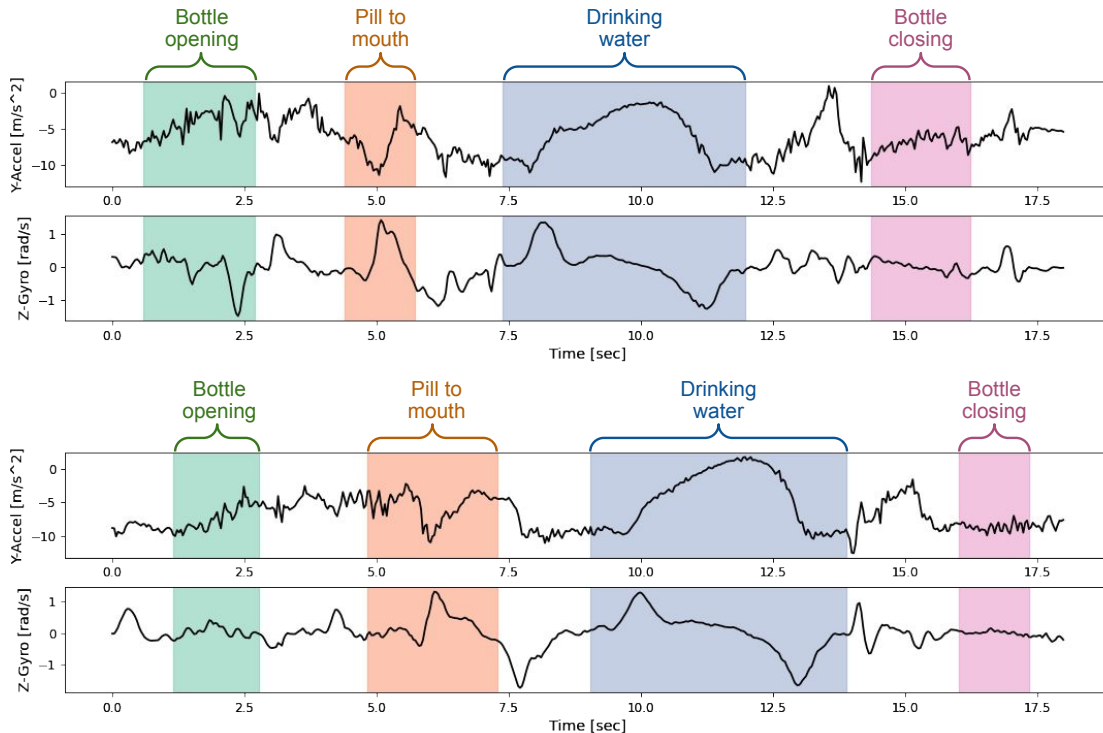 Bottle opening
Pill to mouth
Drinking water
Bottle closing
Y-Accel [m/s^2]
0
−5
−10
0.0 2.5 5.0 7.5 10.0 12.5 15.0 17.5
Z-Gyro [rad/s]
1
0
−1
0.0 2.5 5.0 7.5 10.0 12.5 15.0 17.5
Time [sec]
Bottle opening
Pill to mouth
Drinking water
Bottle closing
Y-Accel [m/s^2]
0
−5
−10
0.0 2.5 5.0 7.5 10.0 12.5 15.0 17.5
Z-Gyro [rad/s]
1
0
−1
0.0 2.5 5.0 7.5 10.0 12.5 15.0 17.5
Time [sec]